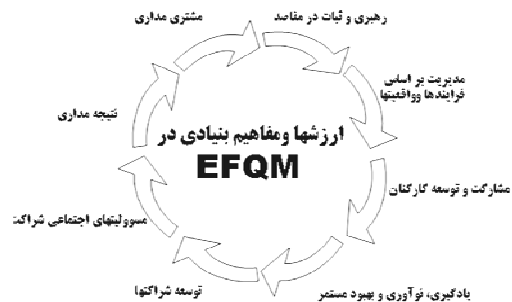 رهبری و ثبات در مقاصد
مشتری مداری
مدیریت بر اساس
فرایندها وواقعیتها
نتیجه مداری
ارزشها ومفاهیم بنیادی در
EFQM
مشارکت و توسعه کارکنان
مسوولیتهای اجتماعی شراکت
توسعه شراکتها
یادگیری، نوآوری و بهبود مستمر